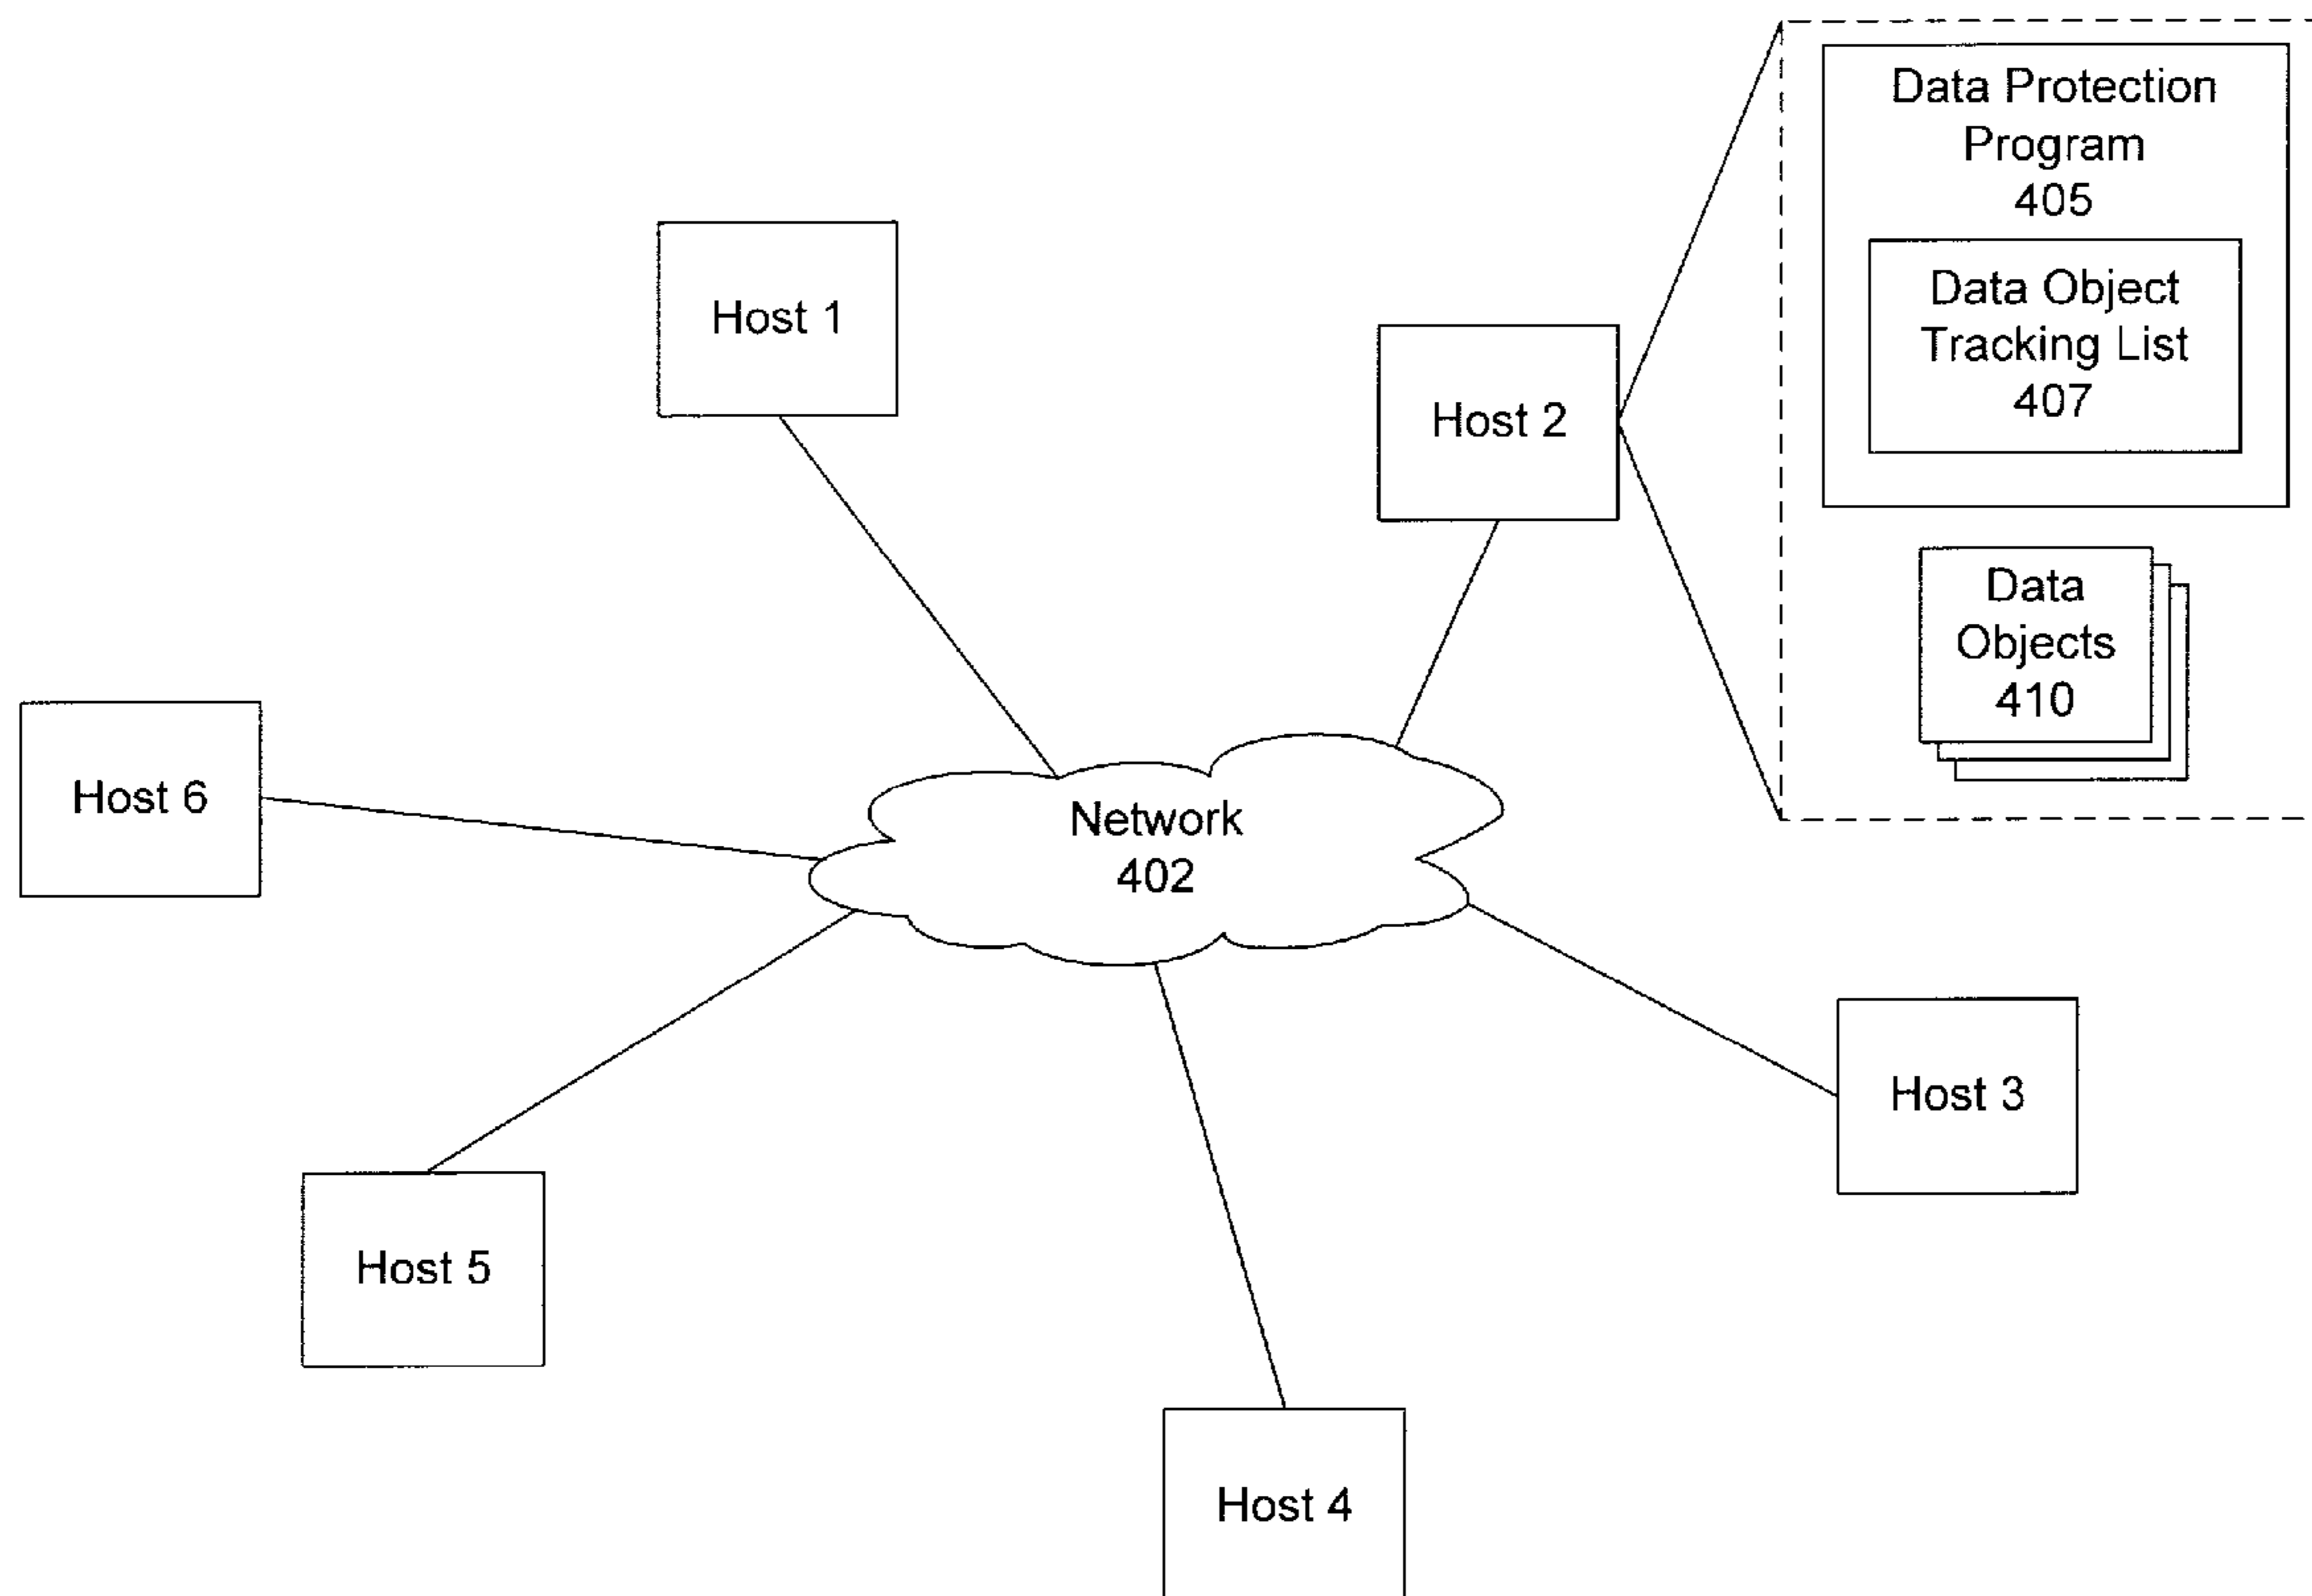 Data Protection
Program
405
Data Object
Tracking List
407
Host 1
Host 2
Data
Objects
410
Host 6
Network
402
Host 3
Host 5
Host 4